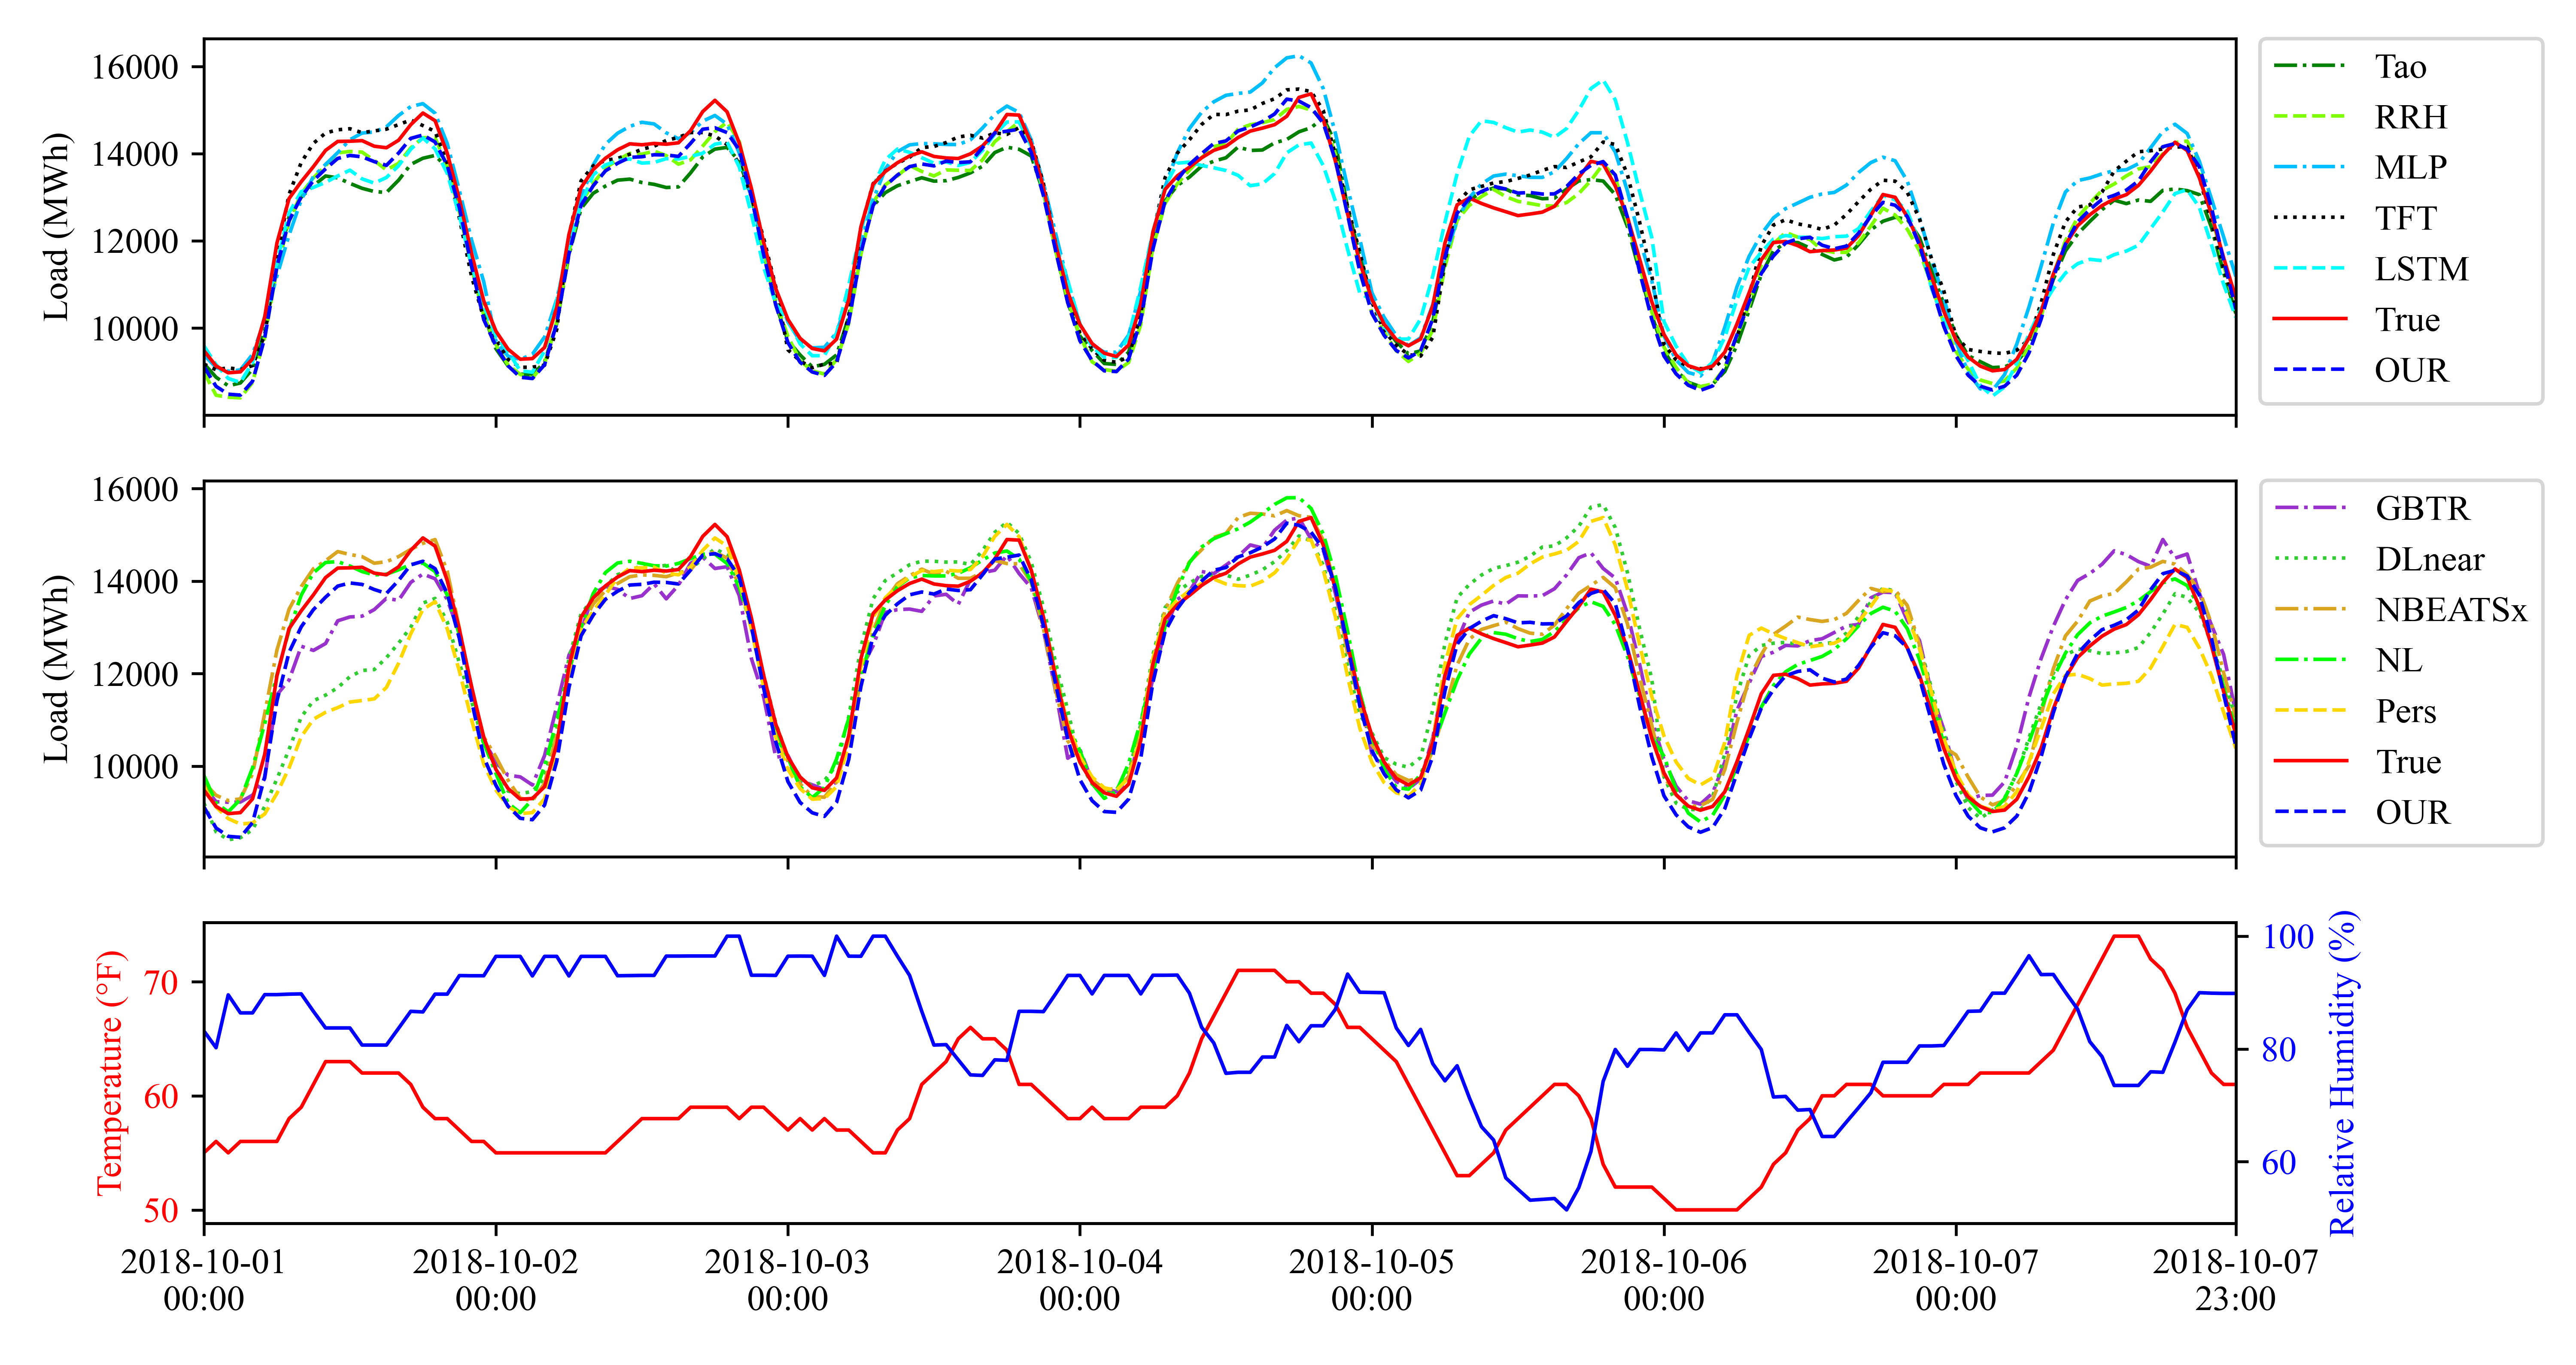 16000
14000
12000
10000
Load (MWh)
Tao
RRH
MLP
TFT
LSTM
True
OUR
16000
14000
12000
10000
Load (MWh)
GBTR
DLnear
NBEATSx
NL
Pers
True
OUR
70
60
50
Temperature (°F)
100
80
60
Relative Humidity (%)
2018-10-01 2018-10-02 2018-10-03 2018-10-04 2018-10-05 2018-10-06 2018-10-07 2018-10-07
00:00 00:00 00:00 00:00 00:00 00:00 00:00 23:00